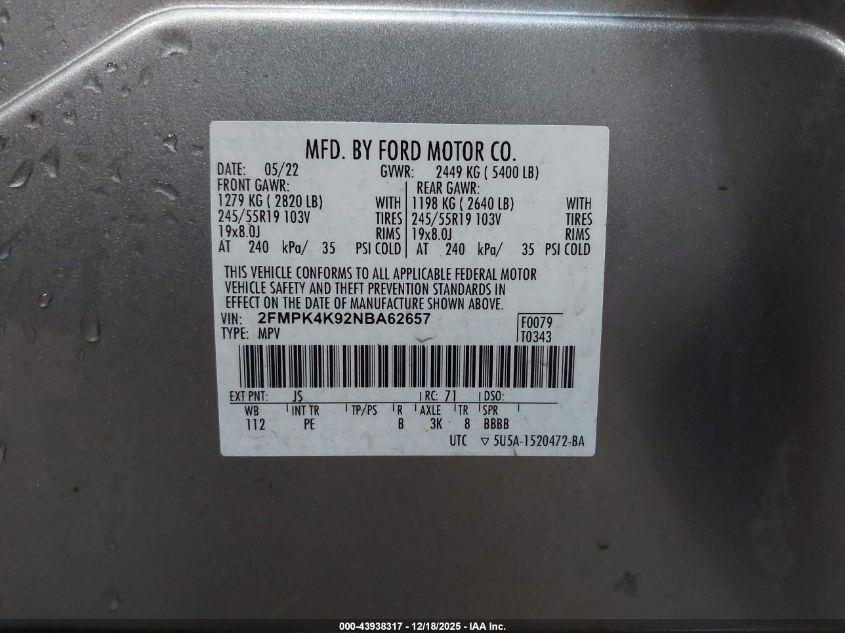 MFD. BY FORD MOTOR CO.
DATE: 05/22 GVWR: 2449 KG ( 5400 LB)
FRONT GAWR: REAR GAWR:
1279 KG ( 2820 LB) WITH 1198 KG ( 2640 LB) WITH
245/55R19 103V TIRES 245/55R19 103V TIRES
19x8.0J RIMS 19x8.0J RIMS
AT 240 kPa/ 35 PSI COLD AT 240 kPa/ 35 PSI COLD
THIS VEHICLE CONFORMS TO ALL APPLICABLE FEDERAL MOTOR
VEHICLE SAFETY AND THEFT PREVENTION STANDARDS IN
EFFECT ON THE DATE OF MANUFACTURE SHOWN ABOVE.
VIN: 2FMPK4K92NBA62657 F0079
TYPE: MPV T0343
EXT PNT: JS RC: 71 DSO:
WB INT TR TP/PS R AXLE TR SPR
112 PE B 3K 8 BBBB
UTC ▽ 5U5A-1520472-BA
000-43938317 - 12/18/2025 - IAA Inc.